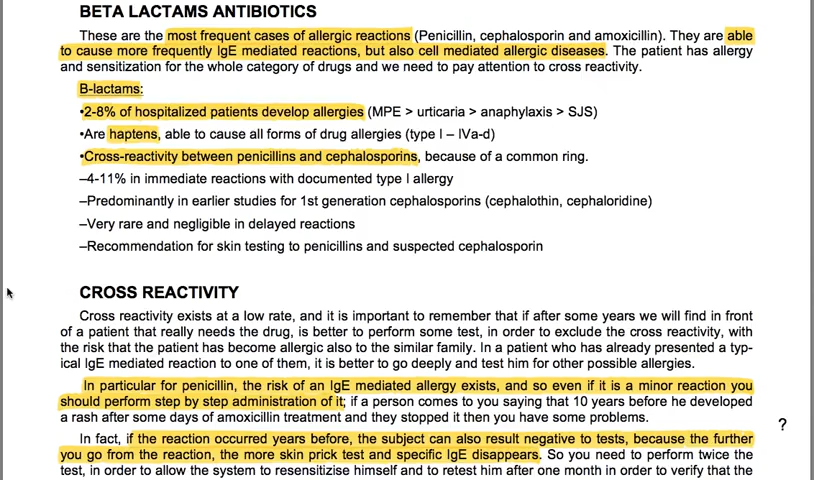 BETA LACTAMS ANTIBIOTICS
These are the most frequent cases of allergic reactions (Penicillin, cephalosporin and amoxicillin). They are able
to cause more frequently IgE mediated reactions, but also cell mediated allergic diseases. The patient has allergy
and sensitization for the whole category of drugs and we need to pay attention to cross reactivity.
B-lactams:
•2-8% of hospitalized patients develop allergies (MPE > urticaria > anaphylaxis > SJS)
•Are haptens, able to cause all forms of drug allergies (type I – IVa-d)
•Cross-reactivity between penicillins and cephalosporins, because of a common ring.
–4-11% in immediate reactions with documented type I allergy
–Predominantly in earlier studies for 1st generation cephalosporins (cephalothin, cephaloridine)
–Very rare and negligible in delayed reactions
–Recommendation for skin testing to penicillins and suspected cephalosporin
CROSS REACTIVITY
Cross reactivity exists at a low rate, and it is important to remember that if after some years we will find in front
of a patient that really needs the drug, is better to perform some test, in order to exclude the cross reactivity, with
the risk that the patient has become allergic also to the similar family. In a patient who has already presented a typ-
ical IgE mediated reaction to one of them, it is better to go deeply and test him for other possible allergies.
In particular for penicillin, the risk of an IgE mediated allergy exists, and so even if it is a minor reaction you
should perform step by step administration of it; if a person comes to you saying that 10 years before he developed
a rash after some days of amoxicillin treatment and they stopped it then you have some problems.
?
In fact, if the reaction occurred years before, the subject can also result negative to tests, because the further
you go from the reaction, the more skin prick test and specific IgE disappears. So you need to perform twice the
test, in order to allow the system to resensitizise himself and to retest him after one month in order to verify that the